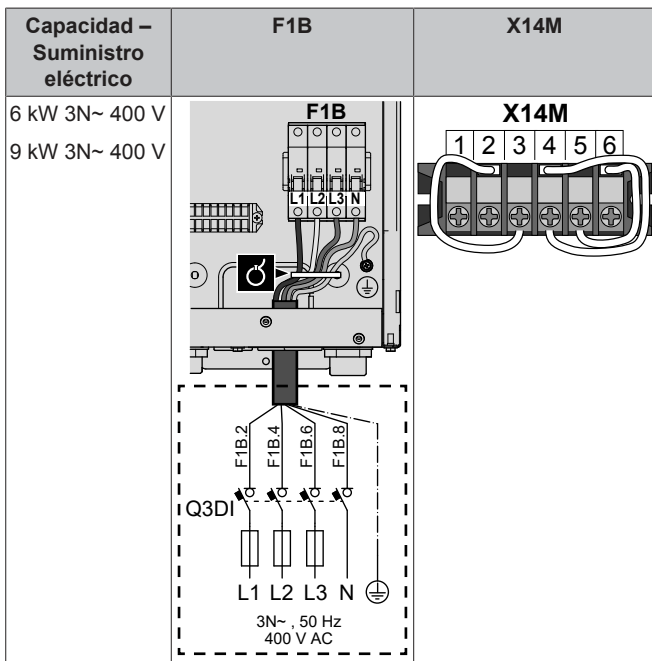 Capacidad –
Suministro
eléctrico
F1B
X14M
6 kW 3N~ 400 V
9 kW 3N~ 400 V
F1B
L1 L2 L3 N
X14M
1 2 3 4 5 6
F1B.2 F1B.4 F1B.6 F1B.8
Q3DI
L1 L2 L3 N
3N~ , 50 Hz
400 V AC